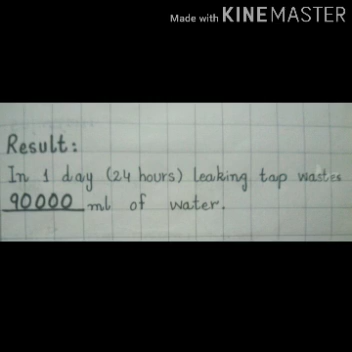 Made with KINEMASTER
Result:
In 1 day (24 hours) leaking tap wastes
90000 ml of water.